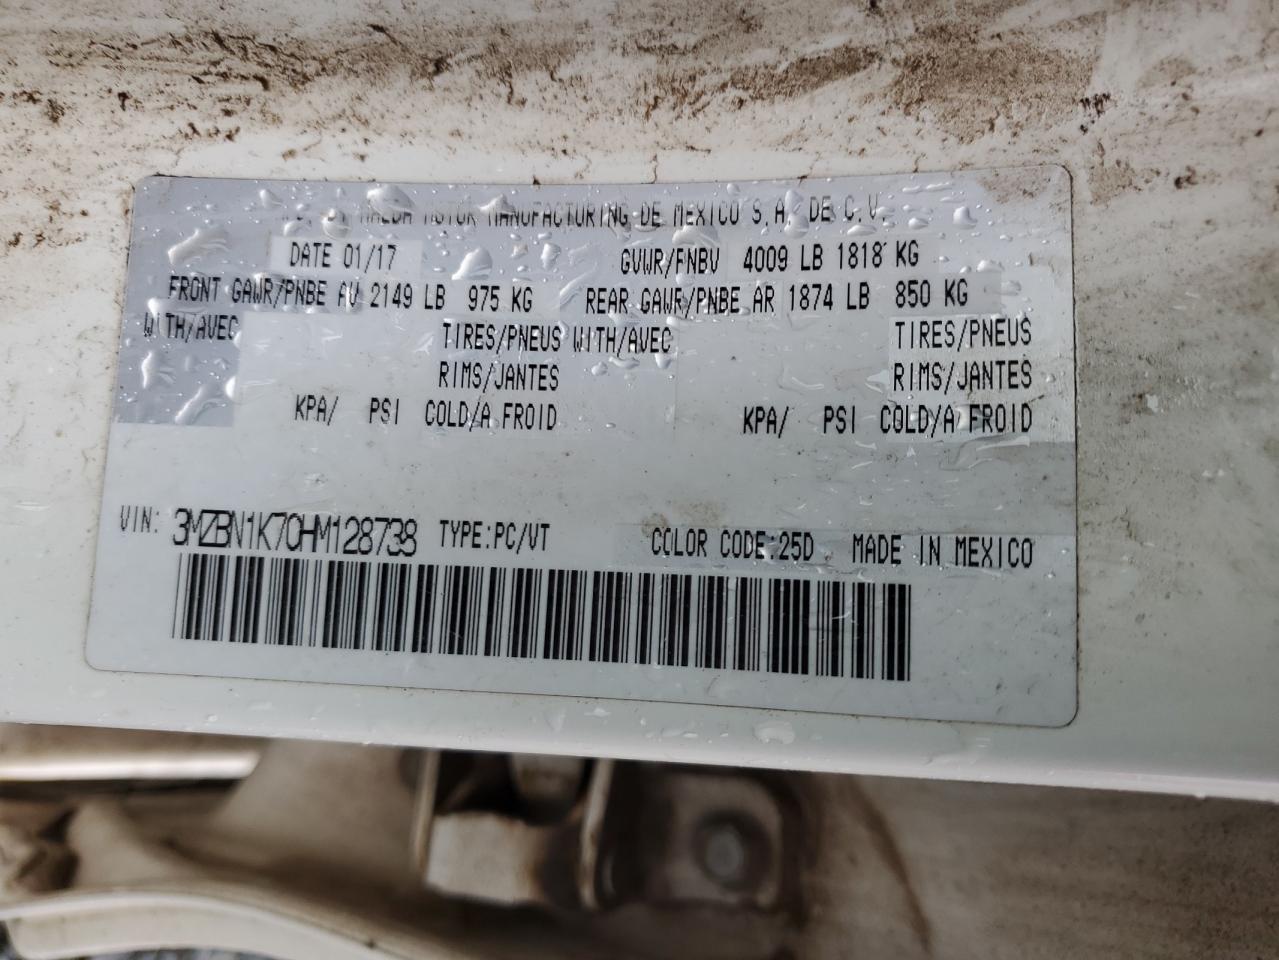 MAZDA MOTOR MANUFACTURING DE MEXICO S.A. DE C.V.
DATE 01/17 GVWR/PNBV 4009 LB 1818 KG
FRONT GAWR/PNBE AV 2149 LB 975 KG REAR GAWR/PNBE AR 1874 LB 850 KG
WITH/AVEC TIRES/PNEUS WITH/AVEC TIRES/PNEUS
RIMS/JANTES RIMS/JANTES
KPA/ PSI COLD/A FROID KPA/ PSI COLD/A FROID
VIN: 3MZBN1K70HM128738 TYPE:PC/VT COLOR CODE:25D MADE IN MEXICO